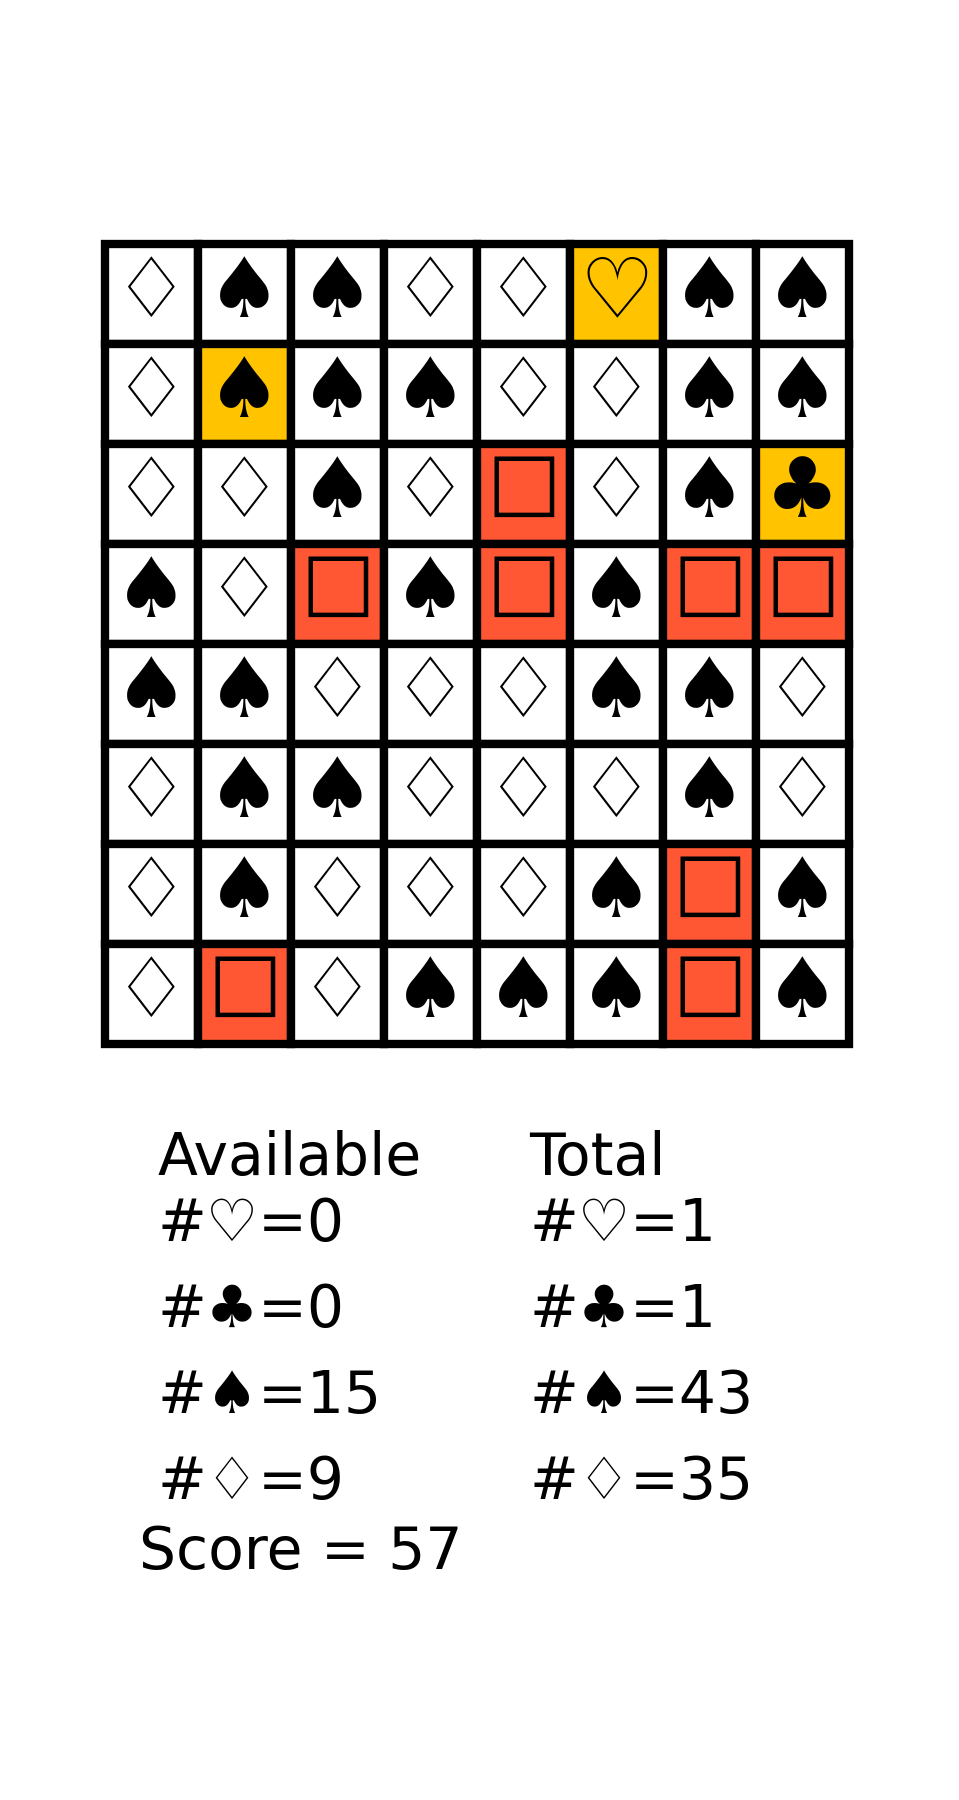 ♢ ♠ ♠ ♢ ♢ ♡ ♠ ♠
♢ ♠ ♠ ♠ ♢ ♢ ♠ ♠
♢ ♢ ♠ ♢ □ ♢ ♠ ♣
♠ ♢ □ ♠ □ ♠ □ □
♠ ♠ ♢ ♢ ♢ ♠ ♠ ♢
♢ ♠ ♠ ♢ ♢ ♢ ♠ ♢
♢ ♠ ♢ ♢ ♢ ♠ □ ♠
♢ □ ♢ ♠ ♠ ♠ □ ♠
Available Total
#♡=0 #♡=1
#♣=0 #♣=1
#♠=15 #♠=43
#♢=9 #♢=35
Score = 57